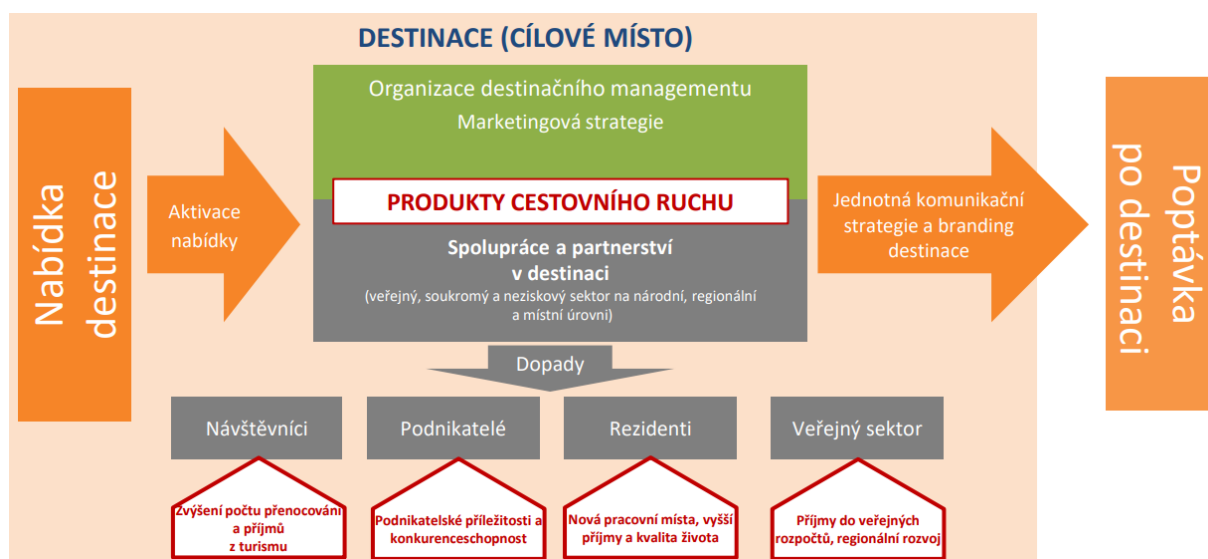 DESTINACE (CÍLOVÉ MÍSTO)
Nabídka
destinace
Aktivace
nabídky
Organizace destinačního managementu
Marketingová strategie
PRODUKTY CESTOVNÍHO RUCHU
Spolupráce a partnerství
v destinaci
(veřejný, soukromý a neziskový sektor na národní, regionální
a místní úrovni)
Jednotná komunikační
strategie a branding
destinace
Poptávka
po destinaci
Dopady
Návštěvníci
Podnikatelé
Rezidenti
Veřejný sektor
Zvýšení počtu přenocování
a příjmů
z turismu
Podnikatelské příležitosti a
konkurenceschopnost
Nová pracovní místa, vyšší
příjmy a kvalita života
Příjmy do veřejných
rozpočtů, regionální rozvoj